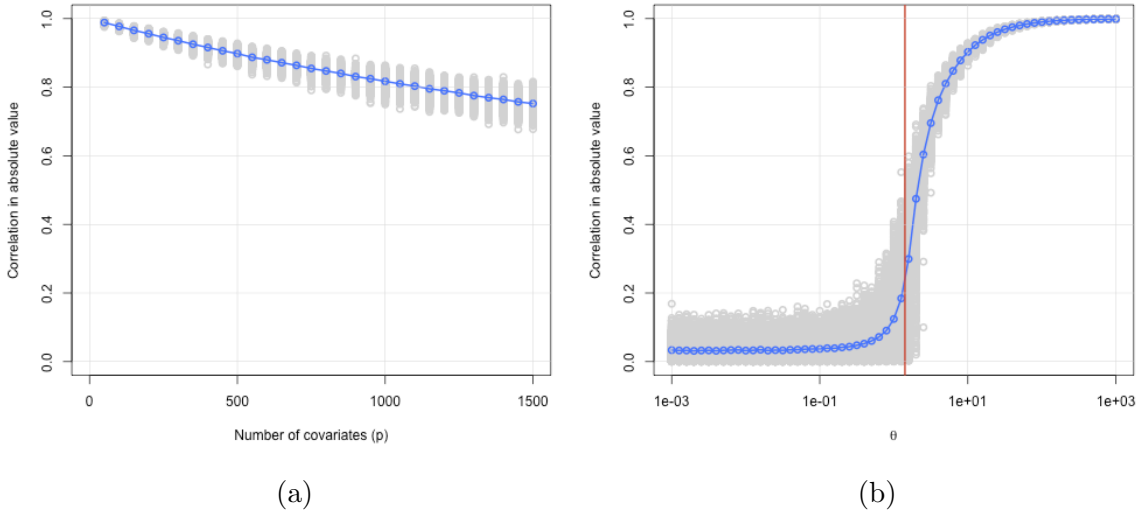 1.0
0.8
0.6
0.4
0.2
0.0
Correlation in absolute value
0 500 1000 1500
Number of covariates (p)
(a)
1.0
0.8
0.6
0.4
0.2
0.0
Correlation in absolute value
1e-03 1e-01 1e+01 1e+03
θ
(b)